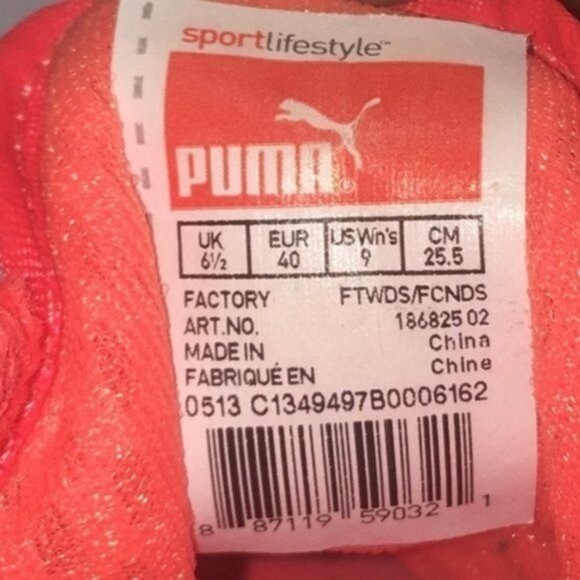 sportlifestyle™
PUMA®
UK EUR US Wn's CM
6½ 40 9 25.5
FACTORY FTWDS/FCNDS
ART.NO. 186825 02
MADE IN China
FABRIQUÉ EN Chine
0513 C1349497B0006162
8 87119 59032 1